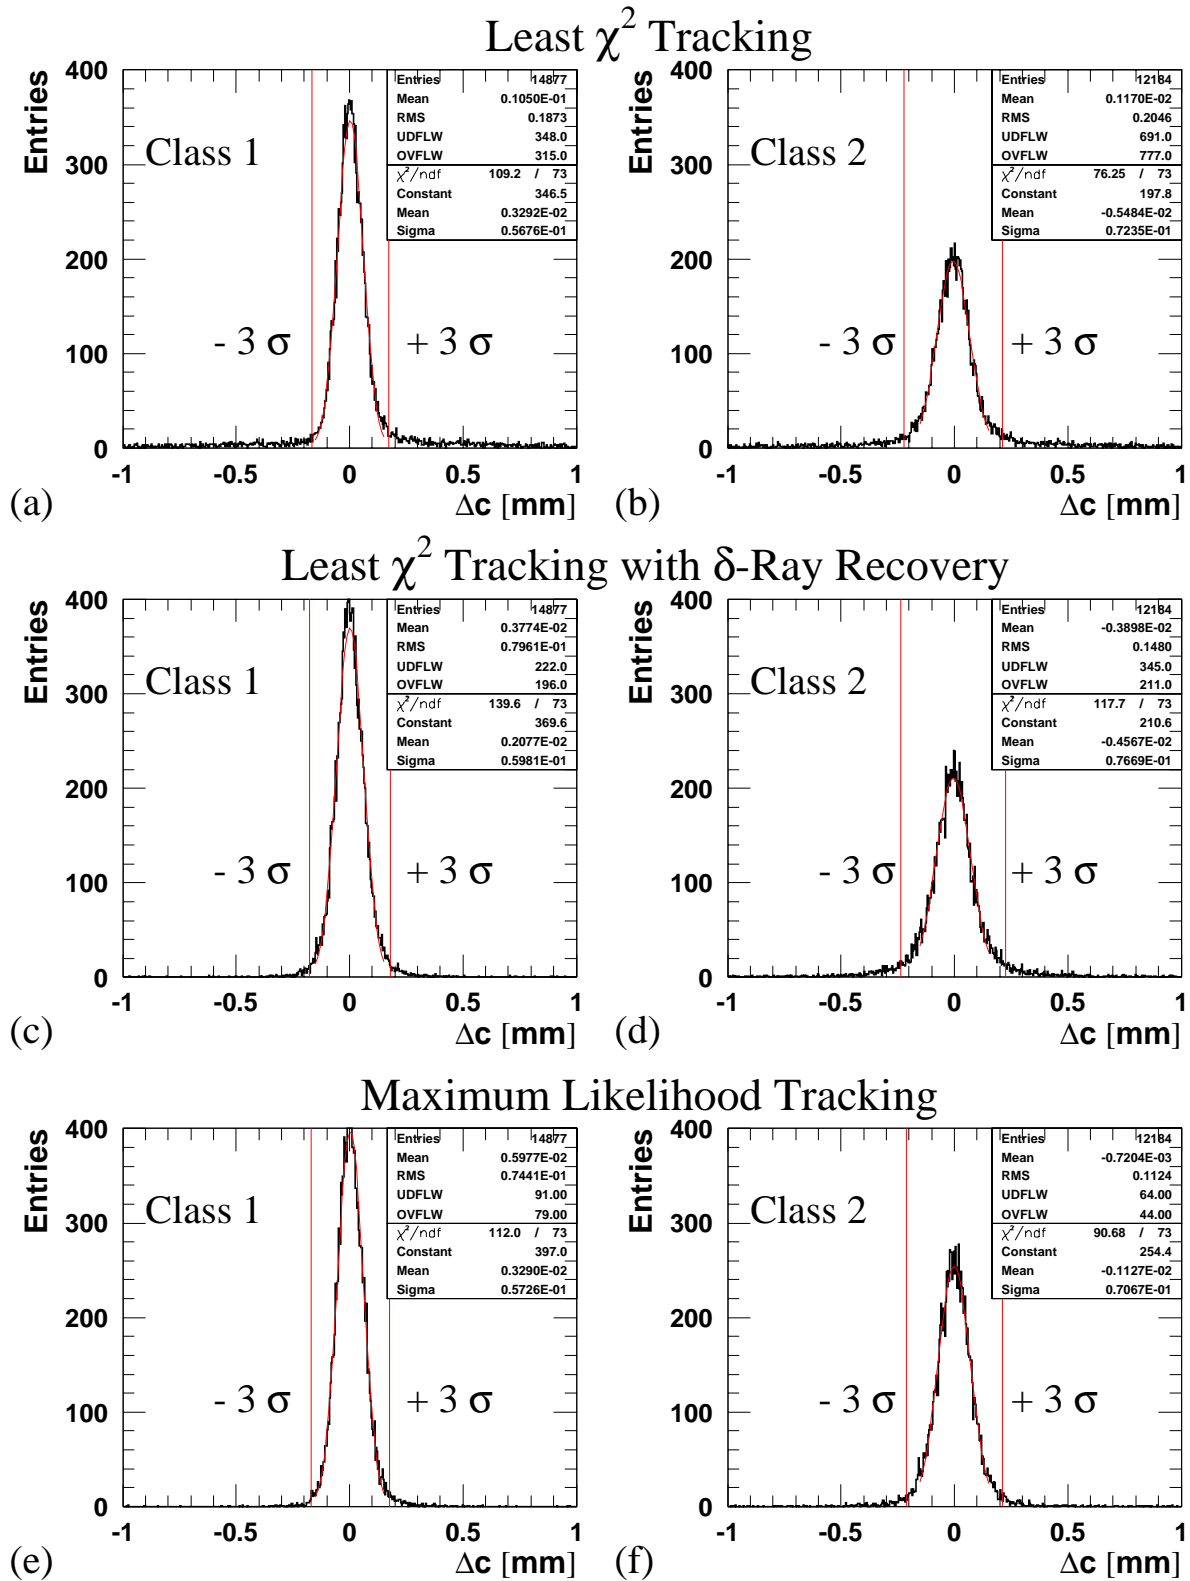 Least χ² Tracking
Entries
400
300
200
100
0
Class 1
- 3 σ
+ 3 σ
Entries 14877
Mean 0.1050E-01
RMS 0.1873
UDFLW 348.0
OVFLW 315.0
χ²/ndf 109.2 / 73
Constant 346.5
Mean 0.3292E-02
Sigma 0.5676E-01
-1 -0.5 0 0.5 1
(a)
Δc [mm]
Entries
400
300
200
100
0
Class 2
- 3 σ
+ 3 σ
Entries 12184
Mean 0.1170E-02
RMS 0.2046
UDFLW 691.0
OVFLW 777.0
χ²/ndf 76.25 / 73
Constant 197.8
Mean -0.5484E-02
Sigma 0.7235E-01
-1 -0.5 0 0.5 1
(b)
Δc [mm]
Least χ² Tracking with δ-Ray Recovery
Entries
400
300
200
100
0
Class 1
- 3 σ
+ 3 σ
Entries 14877
Mean 0.3774E-02
RMS 0.7961E-01
UDFLW 222.0
OVFLW 196.0
χ²/ndf 139.6 / 73
Constant 369.6
Mean 0.2077E-02
Sigma 0.5981E-01
-1 -0.5 0 0.5 1
(c)
Δc [mm]
Entries
400
300
200
100
0
Class 2
- 3 σ
+ 3 σ
Entries 12184
Mean -0.3898E-02
RMS 0.1480
UDFLW 345.0
OVFLW 211.0
χ²/ndf 117.7 / 73
Constant 210.6
Mean -0.4567E-02
Sigma 0.7669E-01
-1 -0.5 0 0.5 1
(d)
Δc [mm]
Maximum Likelihood Tracking
Entries
400
300
200
100
0
Class 1
- 3 σ
+ 3 σ
Entries 14877
Mean 0.5977E-02
RMS 0.7441E-01
UDFLW 91.00
OVFLW 79.00
χ²/ndf 112.0 / 73
Constant 397.0
Mean 0.3290E-02
Sigma 0.5726E-01
-1 -0.5 0 0.5 1
(e)
Δc [mm]
Entries
400
300
200
100
0
Class 2
- 3 σ
+ 3 σ
Entries 12184
Mean -0.7204E-03
RMS 0.1124
UDFLW 64.00
OVFLW 44.00
χ²/ndf 90.68 / 73
Constant 254.4
Mean -0.1127E-02
Sigma 0.7067E-01
-1 -0.5 0 0.5 1
(f)
Δc [mm]